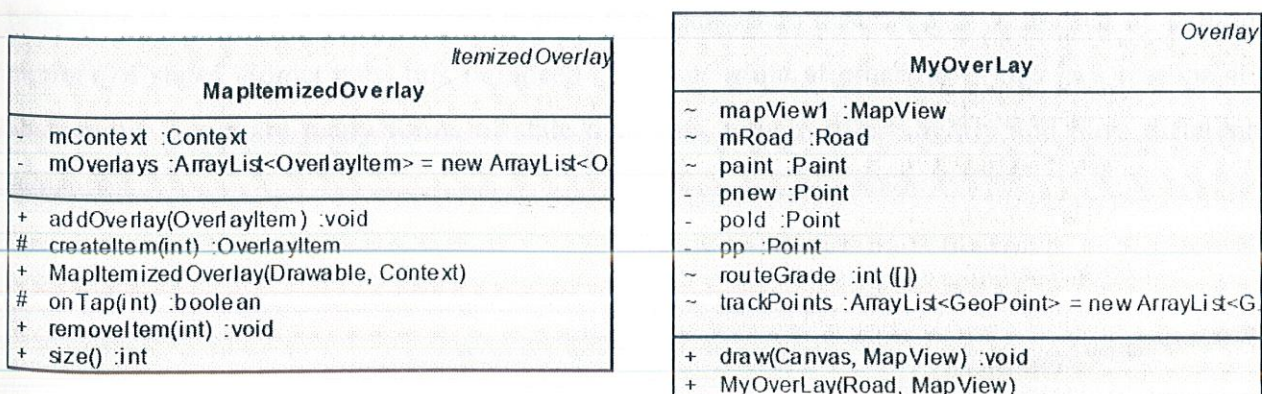 Itemized Overlay
MapItemizedOverlay
- mContext :Context
- mOverlays :ArrayList<OverlayItem> = new ArrayList<O
+ addOverlay(OverlayItem) :void
# createItem(int) :OverlayItem
+ MapItemizedOverlay(Drawable, Context)
# onTap(int) :boolean
+ removeItem(int) :void
+ size() :int
Overlay
MyOverLay
~ mapView1 :MapView
~ mRoad :Road
~ paint :Paint
- pnew :Point
- pold :Point
- pp :Point
~ routeGrade :int ([])
~ trackPoints :ArrayList<GeoPoint> = new ArrayList<G.
+ draw(Canvas, MapView) :void
+ MyOverLay(Road, MapView)